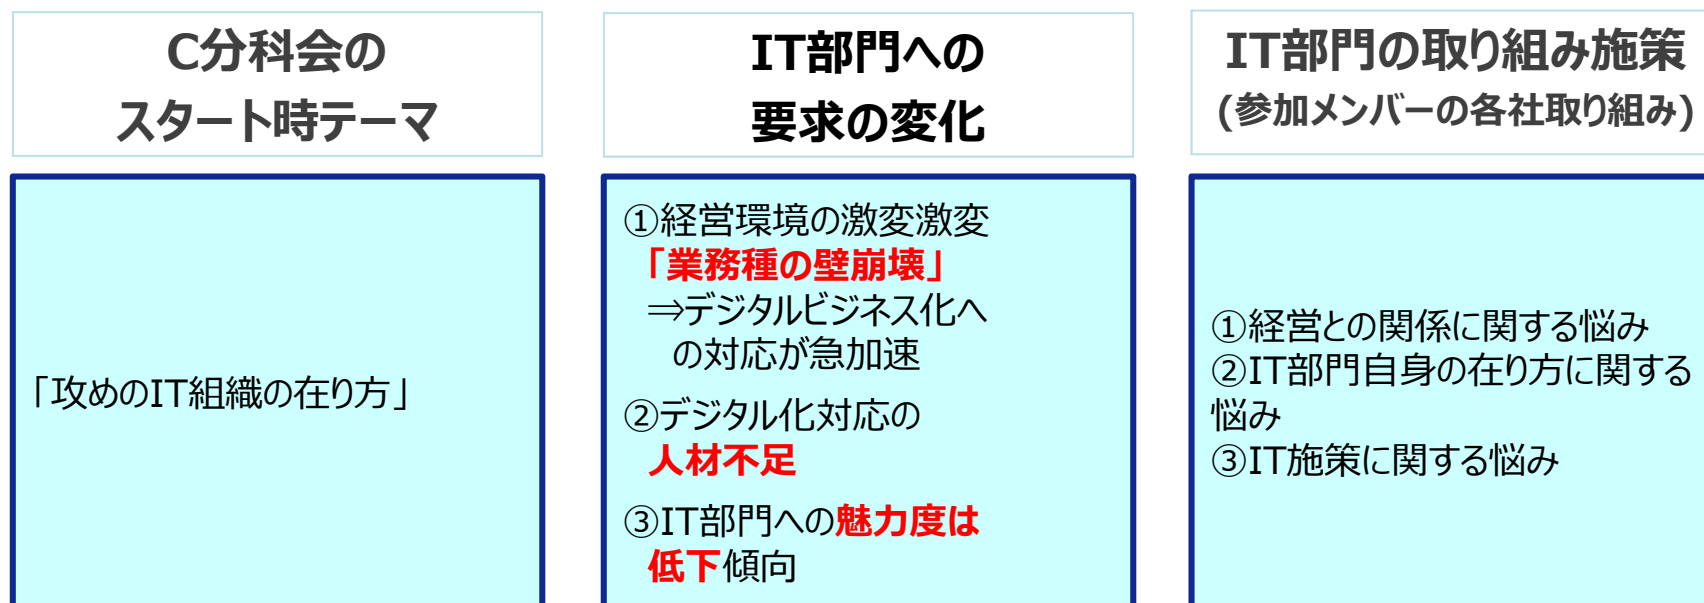 C分科会の
スタート時テーマ
「攻めのIT組織の在り方」
IT部門への
要求の変化
①経営環境の激変激変
「業務種の壁崩壊」
⇒デジタルビジネス化へ
の対応が急加速
②デジタル化対応の
人材不足
③IT部門への魅力度は
低下傾向
IT部門の取り組み施策
(参加メンバーの各社取り組み)
①経営との関係に関する悩み
②IT部門自身の在り方に関する
悩み
③IT施策に関する悩み